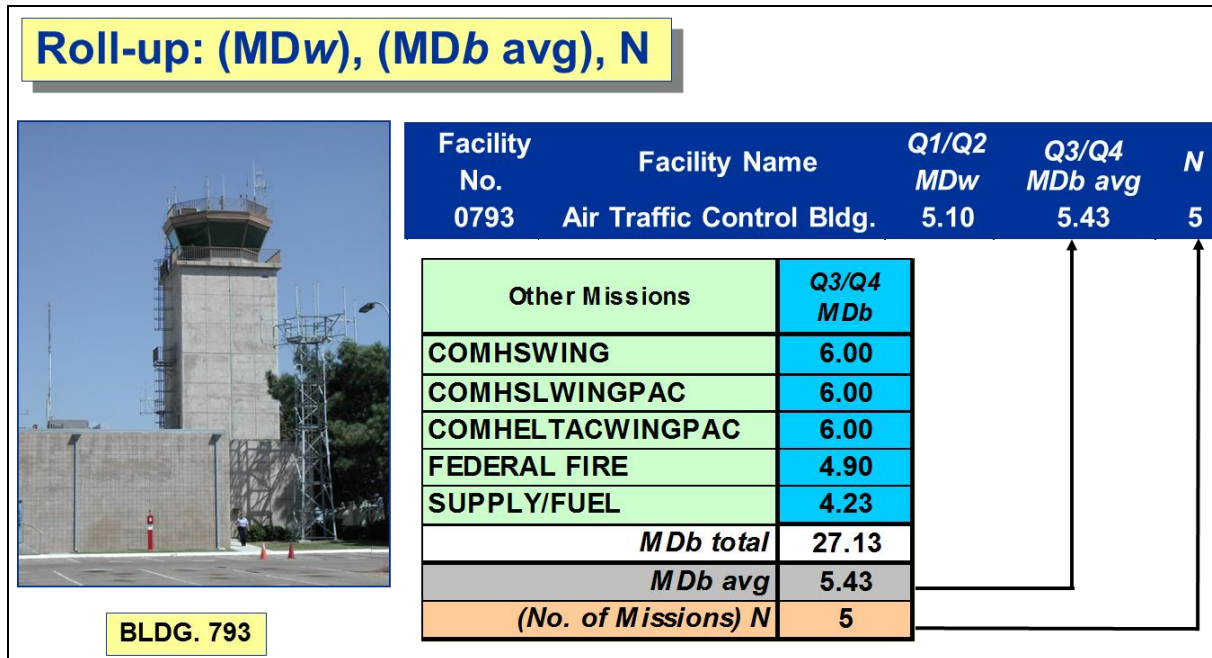 Roll-up: (MDw), (MDb avg), N
Facility No. Facility Name Q1/Q2 MDw Q3/Q4 MDb avg N
0793 Air Traffic Control Bldg. 5.10 5.43 5
Other Missions Q3/Q4 MDb
COMHSWING 6.00
COMHSLWINGPAC 6.00
COMHELTACWINGPAC 6.00
FEDERAL FIRE 4.90
SUPPLY/FUEL 4.23
MDb total 27.13
MDb avg 5.43
(No. of Missions) N 5
BLDG. 793